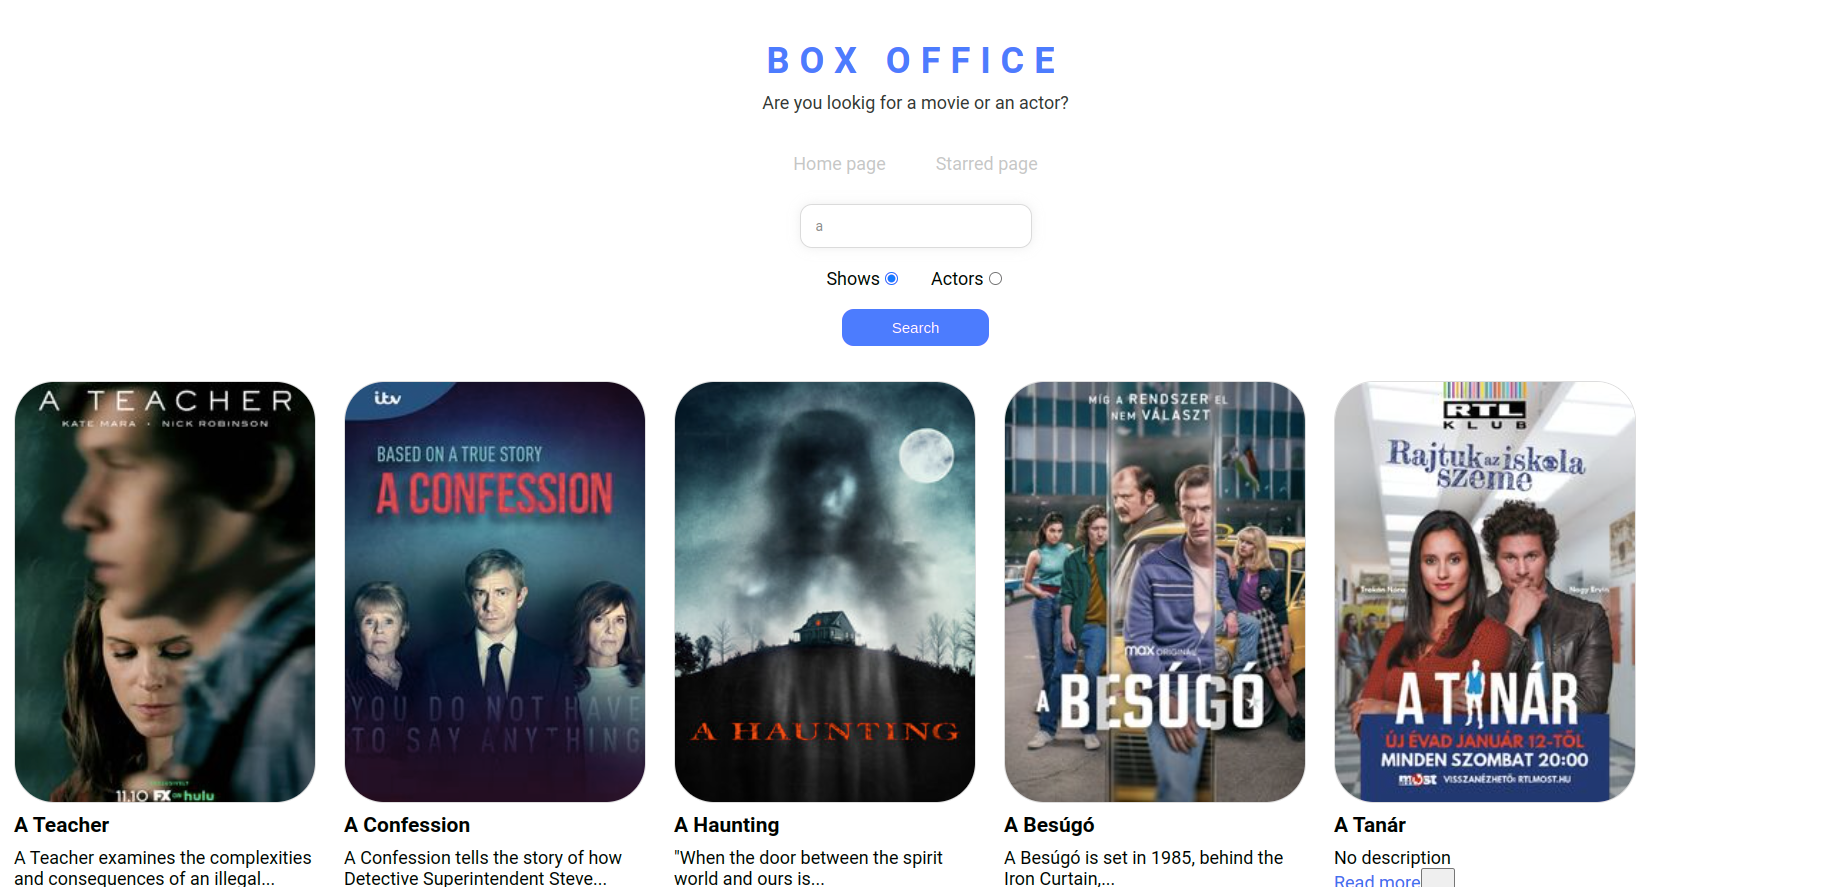 BOX OFFICE
Are you lookig for a movie or an actor?
Home page Starred page
a
Shows Actors
Search
A TEACHER
KATE MARA • NICK ROBINSON
11.10 FX on hulu
itv
BASED ON A TRUE STORY
A CONFESSION
YOU DO NOT HAVE
TO SAY ANYTHING
A HAUNTING
MÍG A RENDSZER EL
NEM VÁLASZT
max ORIGINAL
A BESÚGÓ
RTL
KLUB
Rajtuk az iskola
szeme
Trokán Nóra
Nagy Ervin
A TANÁR
ÚJ ÉVAD JANUÁR 12-TŐL
MINDEN SZOMBAT 20:00
most VISSZANÉZHETŐ: RTLMOST.HU
A Teacher
A Teacher examines the complexities
and consequences of an illegal...
A Confession
A Confession tells the story of how
Detective Superintendent Steve...
A Haunting
"When the door between the spirit
world and ours is...
A Besúgó
A Besúgó is set in 1985, behind the
Iron Curtain,...
A Tanár
No description
Read more